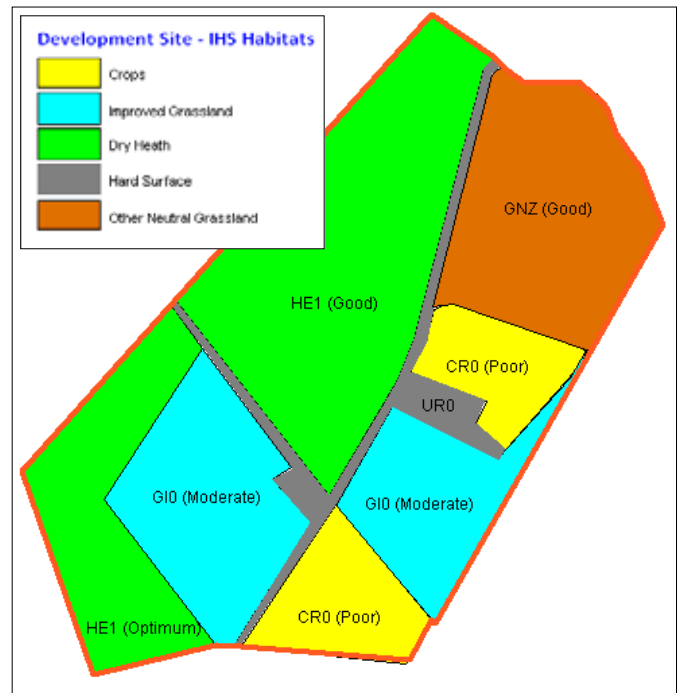 Development Site - IHS Habitats
Crops
Improved Grassland
Dry Heath
Hard Surface
Other Neutral Grassland
GNZ (Good)
HE1 (Good)
CR0 (Poor)
UR0
GI0 (Moderate)
GI0 (Moderate)
CR0 (Poor)
HE1 (Optimum)